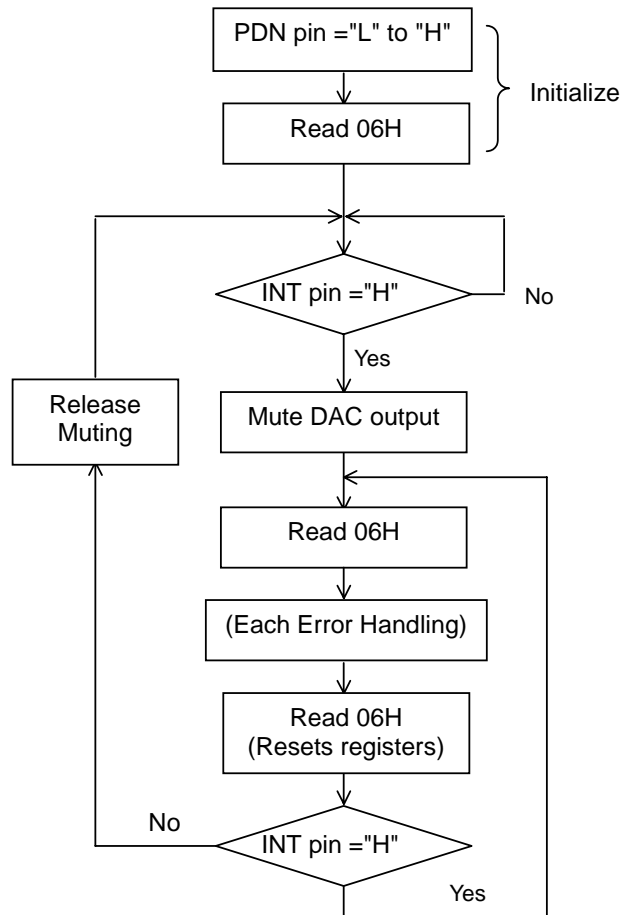 PDN pin ="L" to "H"
Initialize
Read 06H
INT pin ="H"
No
Yes
Release
Muting
Mute DAC output
Read 06H
(Each Error Handling)
Read 06H
(Resets registers)
No
INT pin ="H"
Yes